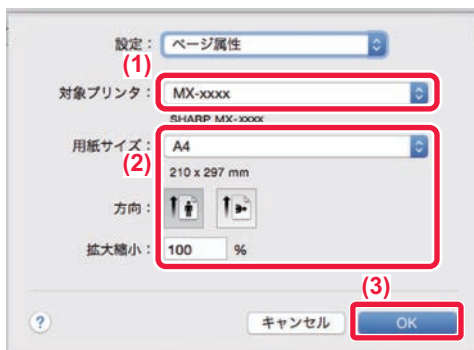 設定： ページ属性
(1)
対象プリンタ： MX-xxxx
SHARP MX-xxxx
用紙サイズ： A4
(2)
210 x 297 mm
方向：
拡大縮小： 100 %
(3)
? キャンセル OK